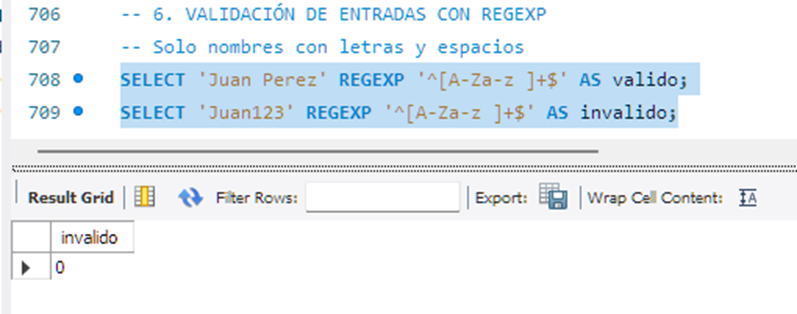 706 -- 6. VALIDACIÓN DE ENTRADAS CON REGEXP
707 -- Solo nombres con letras y espacios
708 SELECT 'Juan Perez' REGEXP '^[A-Za-z ]+$' AS valido;
709 SELECT 'Juan123' REGEXP '^[A-Za-z ]+$' AS invalido;
Result Grid Filter Rows: Export: Wrap Cell Content: IA
invalido
0